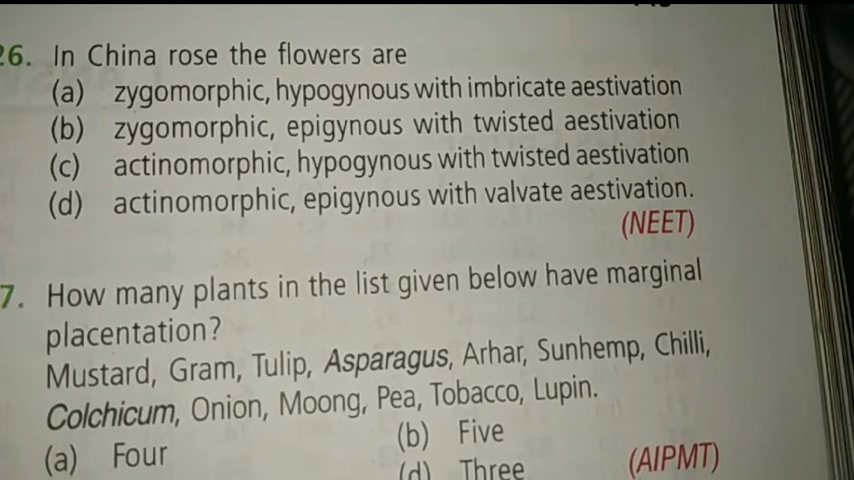 26. In China rose the flowers are
(a) zygomorphic, hypogynous with imbricate aestivation
(b) zygomorphic, epigynous with twisted aestivation
(c) actinomorphic, hypogynous with twisted aestivation
(d) actinomorphic, epigynous with valvate aestivation.
(NEET)
7. How many plants in the list given below have marginal
placentation?
Mustard, Gram, Tulip, Asparagus, Arhar, Sunhemp, Chilli,
Colchicum, Onion, Moong, Pea, Tobacco, Lupin.
(a) Four (b) Five
(d) Three (AIPMT)